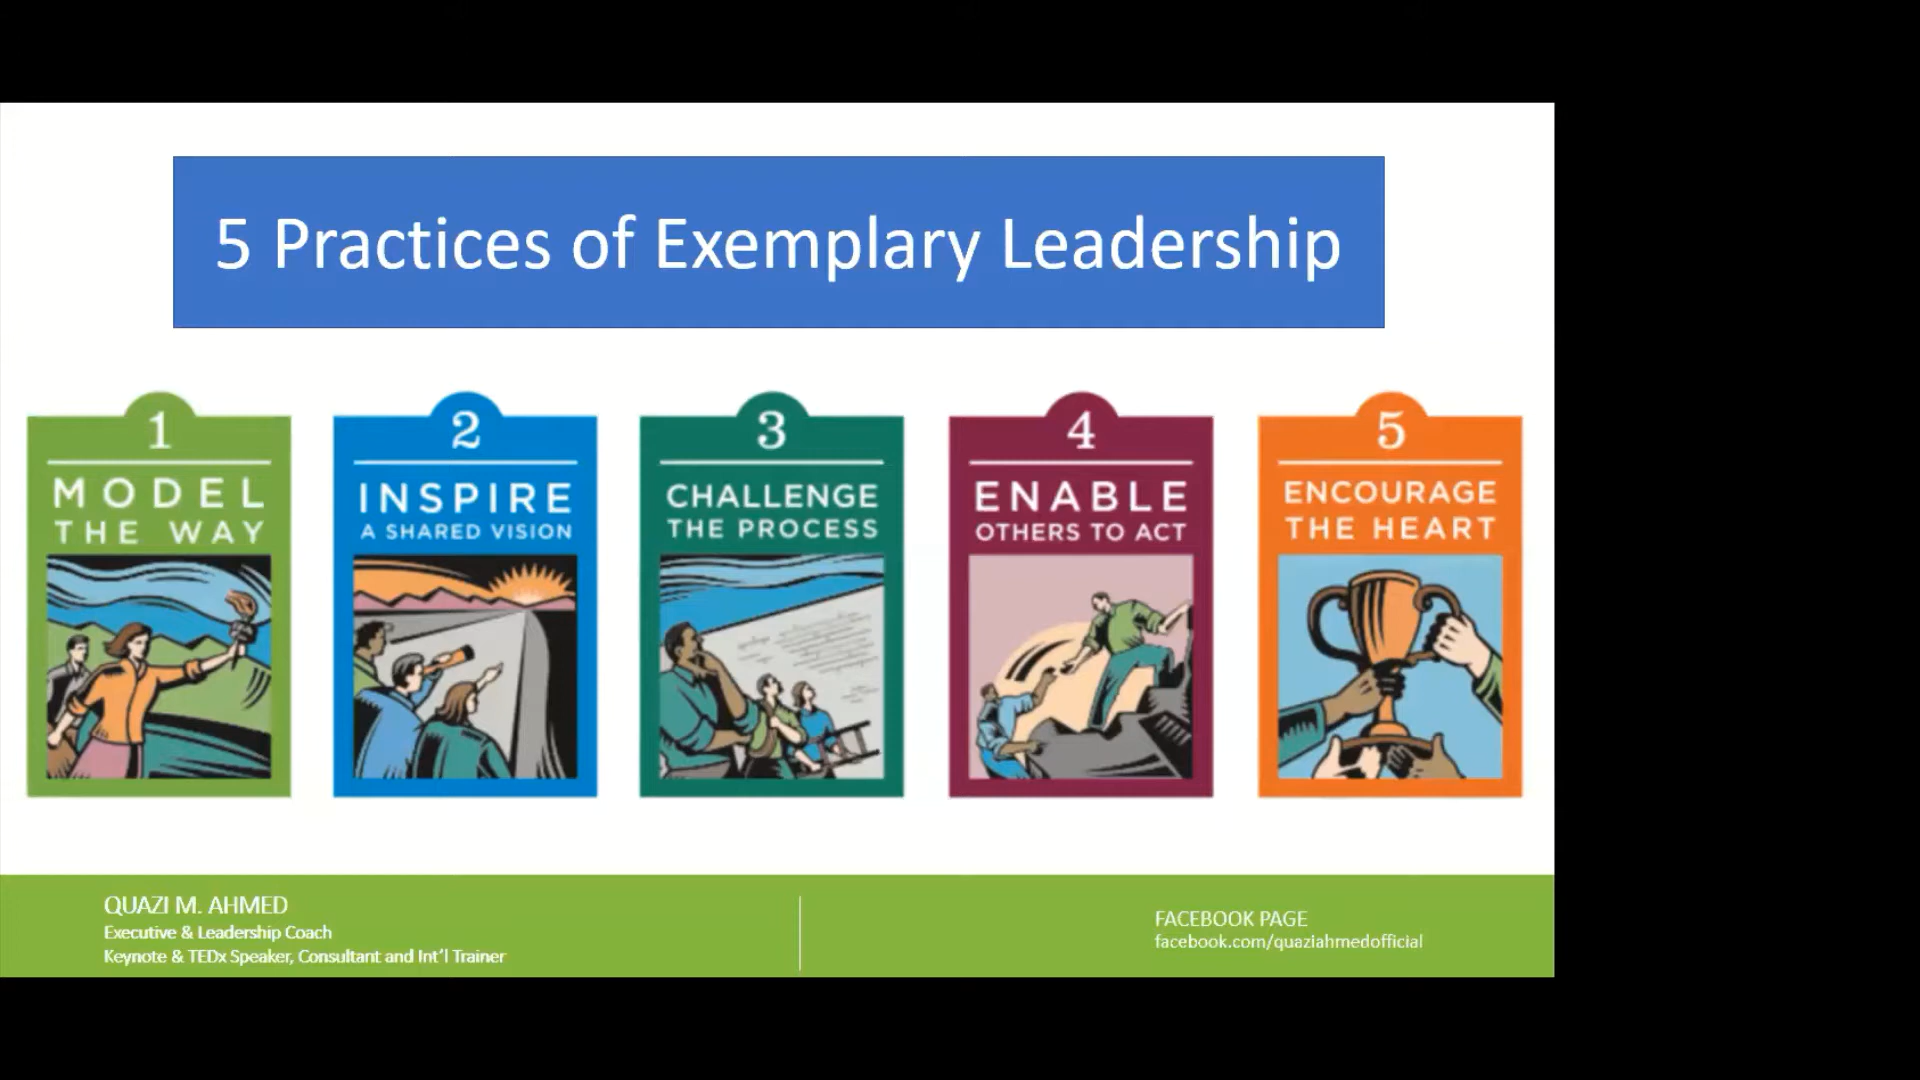 5 Practices of Exemplary Leadership
1
MODEL
THE WAY
2
INSPIRE
A SHARED VISION
3
CHALLENGE
THE PROCESS
4
ENABLE
OTHERS TO ACT
5
ENCOURAGE
THE HEART
QUAZI M. AHMED
Executive & Leadership Coach
Keynote & TEDx Speaker, Consultant and Int'l Trainer
FACEBOOK PAGE
facebook.com/quaziahmedofficial